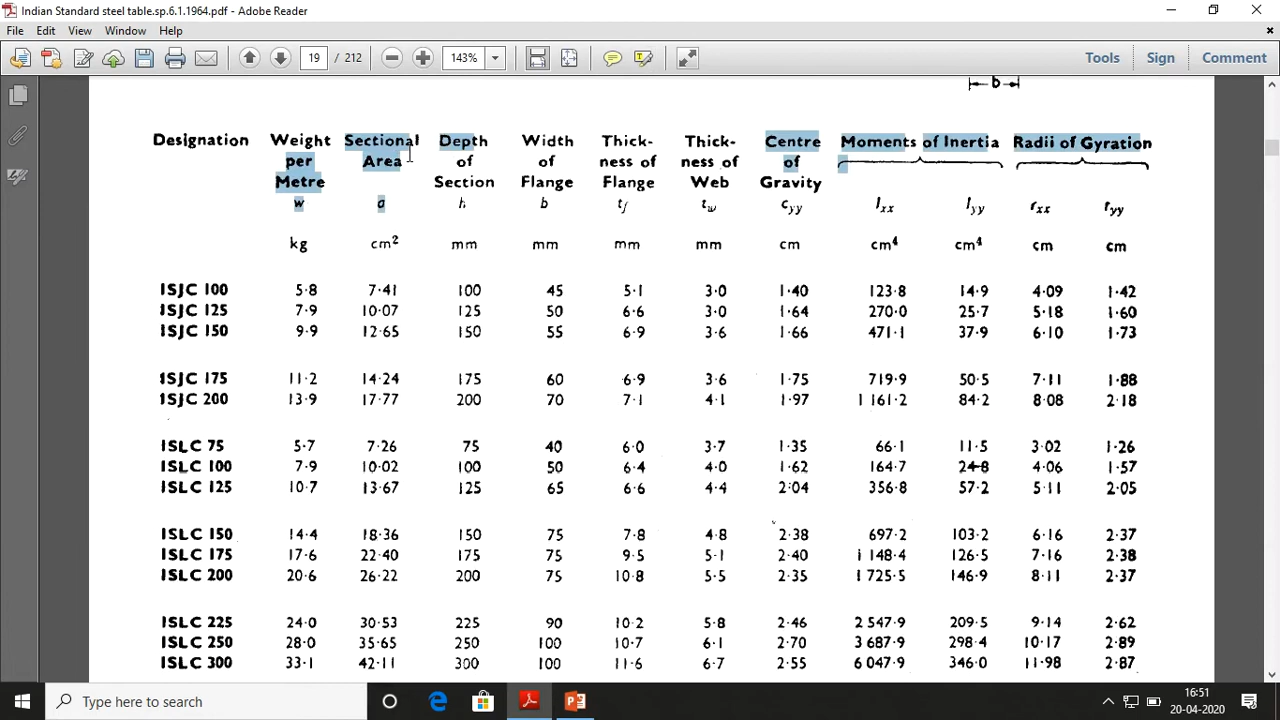 Indian Standard steel table.sp.6.1.1964.pdf - Adobe Reader
File Edit View Window Help
19 / 212 143% Tools Sign Comment
b
Designation Weight per Metre Sectional Area Depth of Section Width of Flange Thick-ness of Flange Thick-ness of Web Centre of Gravity Moments of Inertia Radii of Gyration
w a h b tf tw cyy Ixx Iyy rxx ryy
kg cm² mm mm mm mm cm cm⁴ cm⁴ cm cm
ISJC 100 5·8 7·41 100 45 5·1 3·0 1·40 123·8 14·9 4·09 1·42
ISJC 125 7·9 10·07 125 50 6·6 3·0 1·64 270·0 25·7 5·18 1·60
ISJC 150 9·9 12·65 150 55 6·9 3·6 1·66 471·1 37·9 6·10 1·73
ISJC 175 11·2 14·24 175 60 6·9 3·6 1·75 719·9 50·5 7·11 1·88
ISJC 200 13·9 17·77 200 70 7·1 4·1 1·97 1 161·2 84·2 8·08 2·18
ISLC 75 5·7 7·26 75 40 6·0 3·7 1·35 66·1 11·5 3·02 1·26
ISLC 100 7·9 10·02 100 50 6·4 4·0 1·62 164·7 24·8 4·06 1·57
ISLC 125 10·7 13·67 125 65 6·6 4·4 2·04 356·8 57·2 5·11 2·05
ISLC 150 14·4 18·36 150 75 7·8 4·8 2·38 697·2 103·2 6·16 2·37
ISLC 175 17·6 22·40 175 75 9·5 5·1 2·40 1 148·4 126·5 7·16 2·38
ISLC 200 20·6 26·22 200 75 10·8 5·5 2·35 1 725·5 146·9 8·11 2·37
ISLC 225 24·0 30·53 225 90 10·2 5·8 2·46 2 547·9 209·5 9·14 2·62
ISLC 250 28·0 35·65 250 100 10·7 6·1 2·70 3 687·9 298·4 10·17 2·89
ISLC 300 33·1 42·11 300 100 11·6 6·7 2·55 6 047·9 346·0 11·98 2·87
Type here to search
16:51
20-04-2020